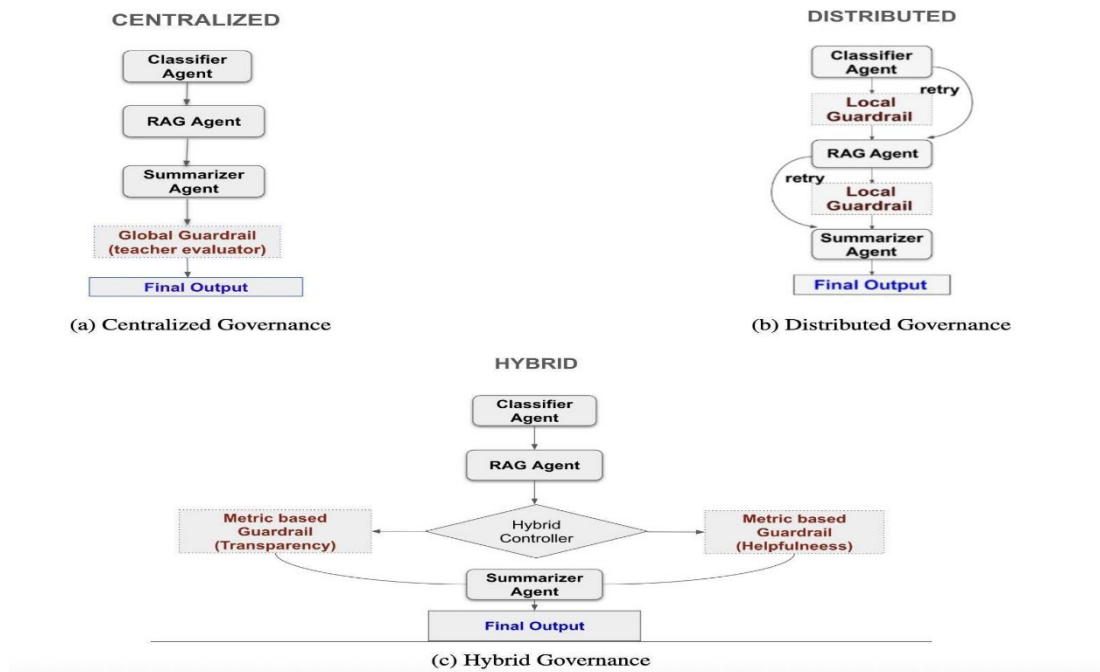 CENTRALIZED
Classifier
Agent
RAG Agent
Summarizer
Agent
Global Guardrail
(teacher evaluator)
Final Output
(a) Centralized Governance
DISTRIBUTED
Classifier
Agent
retry
Local
Guardrail
RAG Agent
retry
Local
Guardrail
Summarizer
Agent
Final Output
(b) Distributed Governance
HYBRID
Classifier
Agent
RAG Agent
Metric based
Guardrail
(Transparency)
Hybrid
Controller
Metric based
Guardrail
(Helpfulneess)
Summarizer
Agent
Final Output
(c) Hybrid Governance